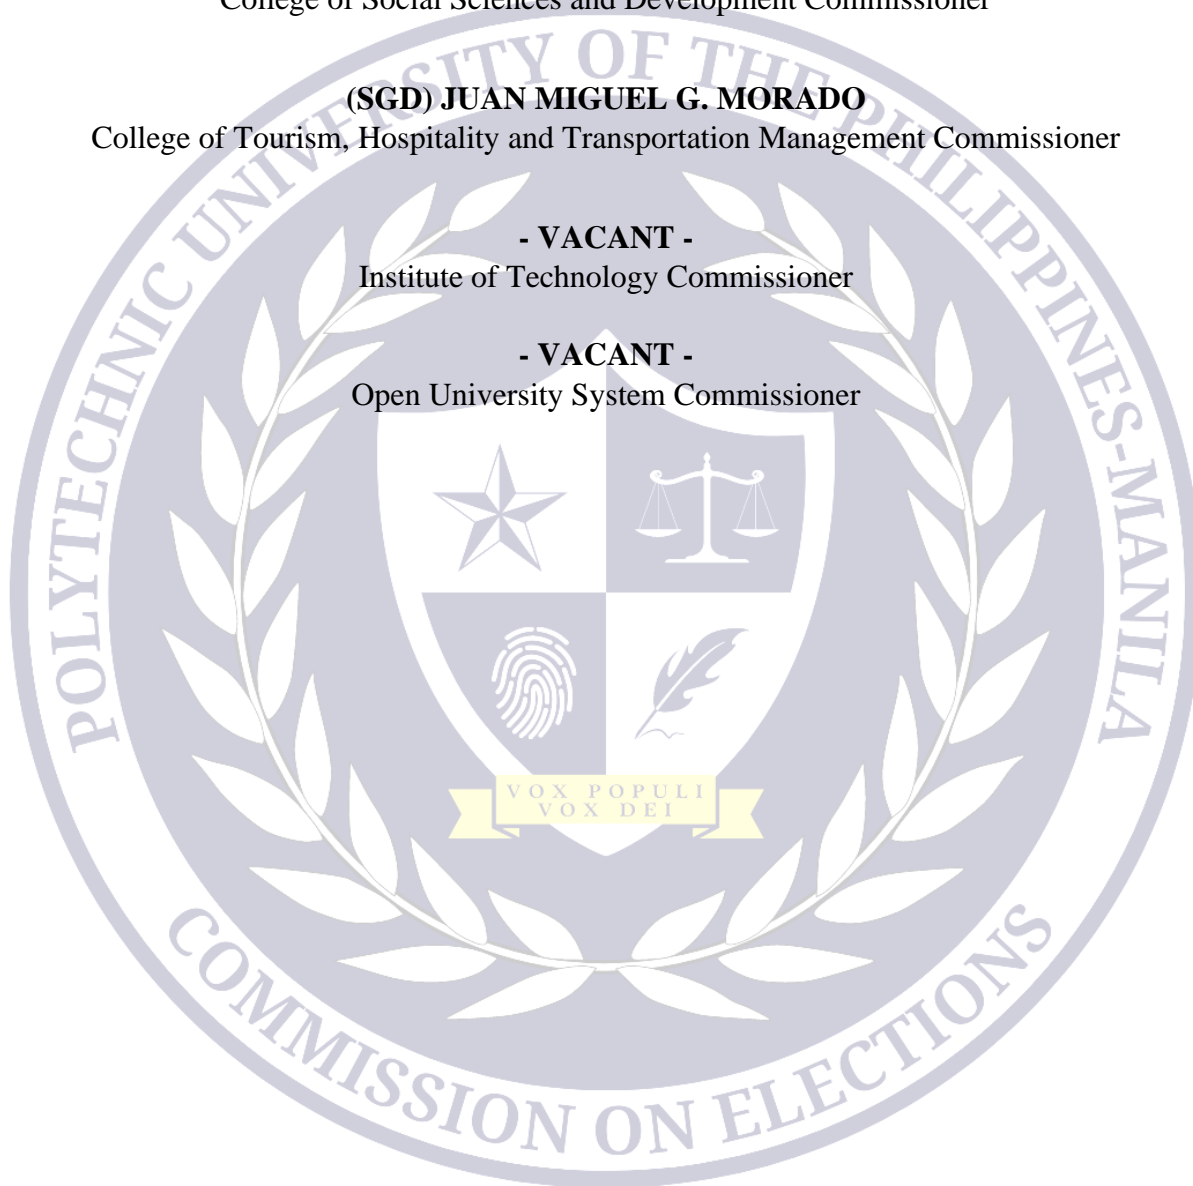 College of Social Sciences and Development Commissioner
(SGD) JUAN MIGUEL G. MORADO
College of Tourism, Hospitality and Transportation Management Commissioner
- VACANT -
Institute of Technology Commissioner
- VACANT -
Open University System Commissioner
POLYTECHNIC UNIVERSITY OF THE PHILIPPINES-MANILA
VOX POPULI
VOX DEI
COMMISSION ON ELECTIONS